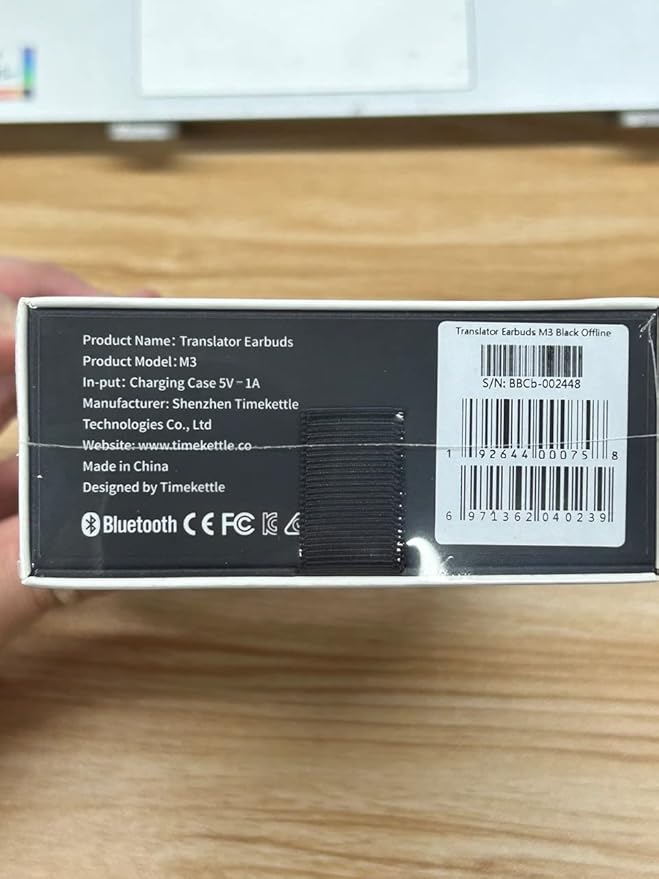 Product Name: Translator Earbuds
Product Model: M3
In-put: Charging Case 5V⎓1A
Manufacturer: Shenzhen Timekettle
Technologies Co., Ltd
Website: www.timekettle.co
Made in China
Designed by Timekettle
Bluetooth CE FC KC
Translator Earbuds M3 Black Offline
S/N: BBCb-002448
1 92644 00075 8
6 971362 040239